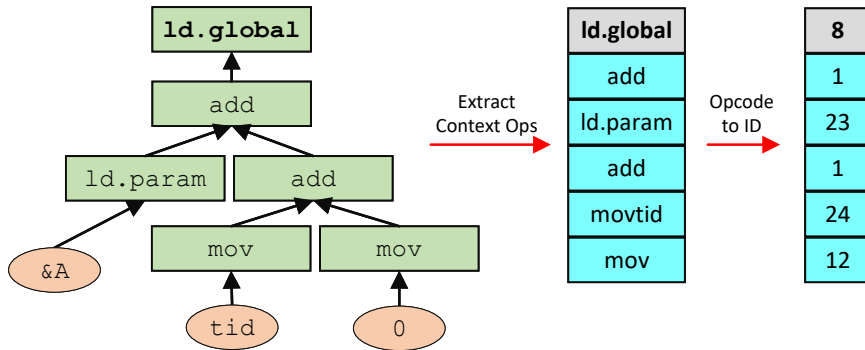 ld.global
add
ld.param
add
mov
mov
&A
tid
0
Extract
Context Ops
ld.global
add
ld.param
add
movtid
mov
Opcode
to ID
8
1
23
1
24
12